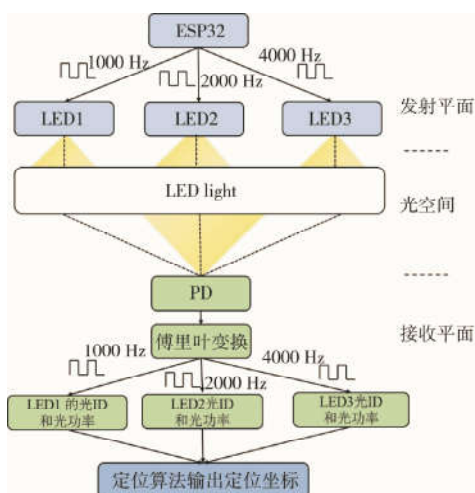 ESP32
1000 Hz
2000 Hz
4000 Hz
LED1
LED2
LED3
发射平面
LED light
光空间
PD
接收平面
傅里叶变换
1000 Hz
2000 Hz
4000 Hz
LED1 的光ID
和光功率
LED2光ID
和光功率
LED3光ID
和光功率
定位算法输出定位坐标